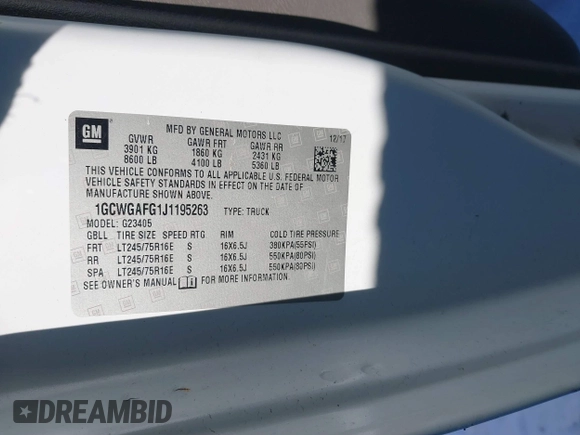 GM
MFD BY GENERAL MOTORS LLC 12/17
GVWR GAWR FRT GAWR RR
3901 KG 1860 KG 2431 KG
8600 LB 4100 LB 5360 LB
THIS VEHICLE CONFORMS TO ALL APPLICABLE U.S. FEDERAL MOTOR
VEHICLE SAFETY STANDARDS IN EFFECT ON THE DATE OF
MANUFACTURE SHOWN ABOVE.
1GCWGAFG1J1195263 TYPE: TRUCK
MODEL: G23405
GBLL TIRE SIZE SPEED RTG RIM COLD TIRE PRESSURE
FRT LT245/75R16E S 16X6.5J 380KPA(55PSI)
RR LT245/75R16E S 16X6.5J 550KPA(80PSI)
SPA LT245/75R16E S 16X6.5J 550KPA(80PSI)
SEE OWNER'S MANUAL FOR MORE INFORMATION.
DREAMBID